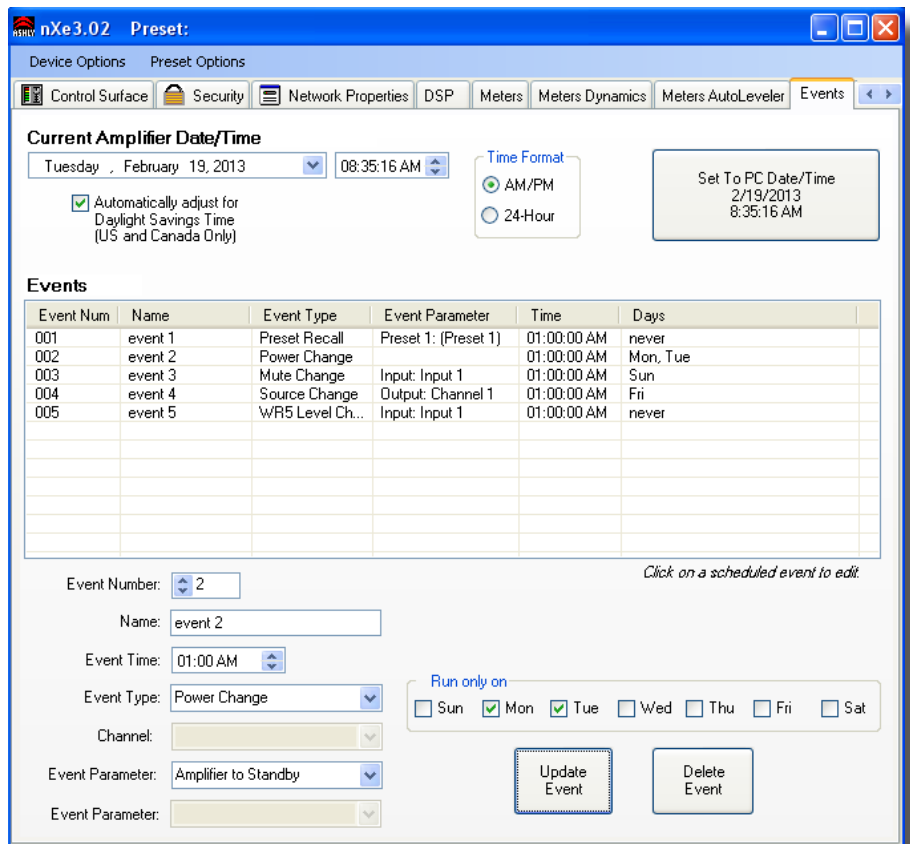 ASHLY nXe3.02 Preset:
Device Options Preset Options
Control Surface Security Network Properties DSP Meters Meters Dynamics Meters AutoLeveler Events
Current Amplifier Date/Time
Tuesday , February 19, 2013 08:35:16 AM
Time Format
AM/PM
24-Hour
Set To PC Date/Time
2/19/2013
8:35:16 AM
Automatically adjust for
Daylight Savings Time
(US and Canada Only)
Events
Event Num Name Event Type Event Parameter Time Days
001 event 1 Preset Recall Preset 1: (Preset 1) 01:00:00 AM never
002 event 2 Power Change 01:00:00 AM Mon, Tue
003 event 3 Mute Change Input: Input 1 01:00:00 AM Sun
004 event 4 Source Change Output: Channel 1 01:00:00 AM Fri
005 event 5 WR5 Level Ch... Input: Input 1 01:00:00 AM never
Click on a scheduled event to edit.
Event Number: 2
Name: event 2
Event Time: 01:00 AM
Event Type: Power Change
Channel:
Event Parameter: Amplifier to Standby
Event Parameter:
Run only on
Sun Mon Tue Wed Thu Fri Sat
Update
Event
Delete
Event